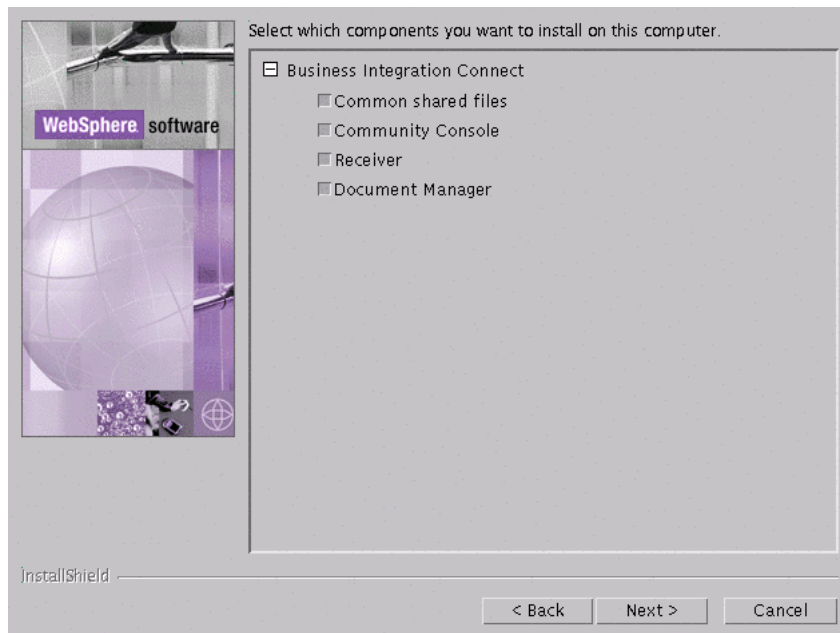 Select which components you want to install on this computer.
WebSphere software
Business Integration Connect
Common shared files
Community Console
Receiver
Document Manager
InstallShield
< Back
Next >
Cancel